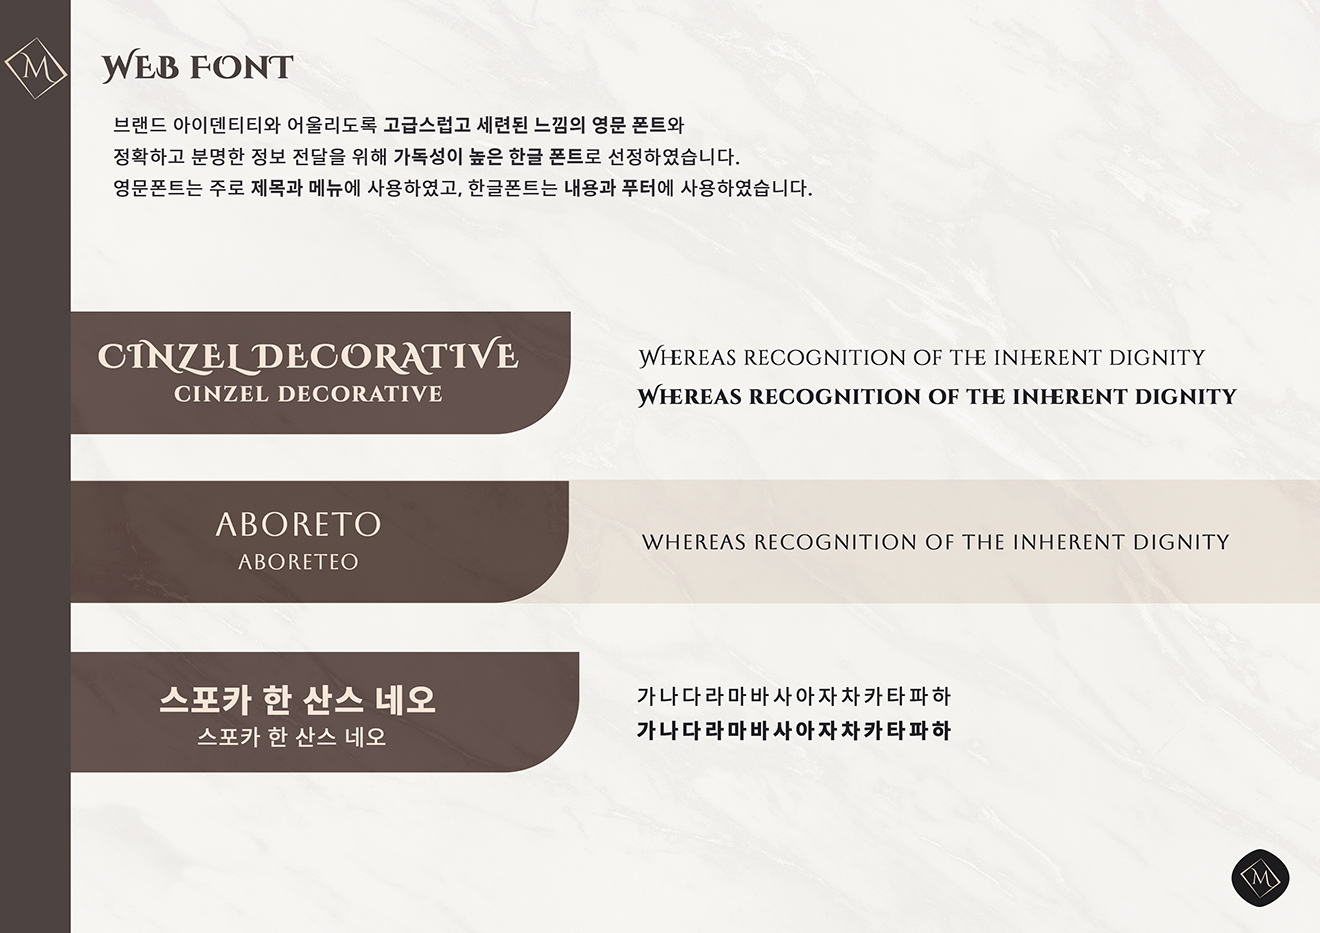 M
WEB FONT
브랜드 아이덴티티와 어울리도록 고급스럽고 세련된 느낌의 영문 폰트와
정확하고 분명한 정보 전달을 위해 가독성이 높은 한글 폰트로 선정하였습니다.
영문폰트는 주로 제목과 메뉴에 사용하였고, 한글폰트는 내용과 푸터에 사용하였습니다.
CINZEL DECORATIVE
CINZEL DECORATIVE
WHEREAS RECOGNITION OF THE INHERENT DIGNITY
WHEREAS RECOGNITION OF THE INHERENT DIGNITY
ABORETO
ABORETEO
WHEREAS RECOGNITION OF THE INHERENT DIGNITY
스포카 한 산스 네오
스포카 한 산스 네오
가나다라마바사아자차카타파하
가나다라마바사아자차카타파하
M